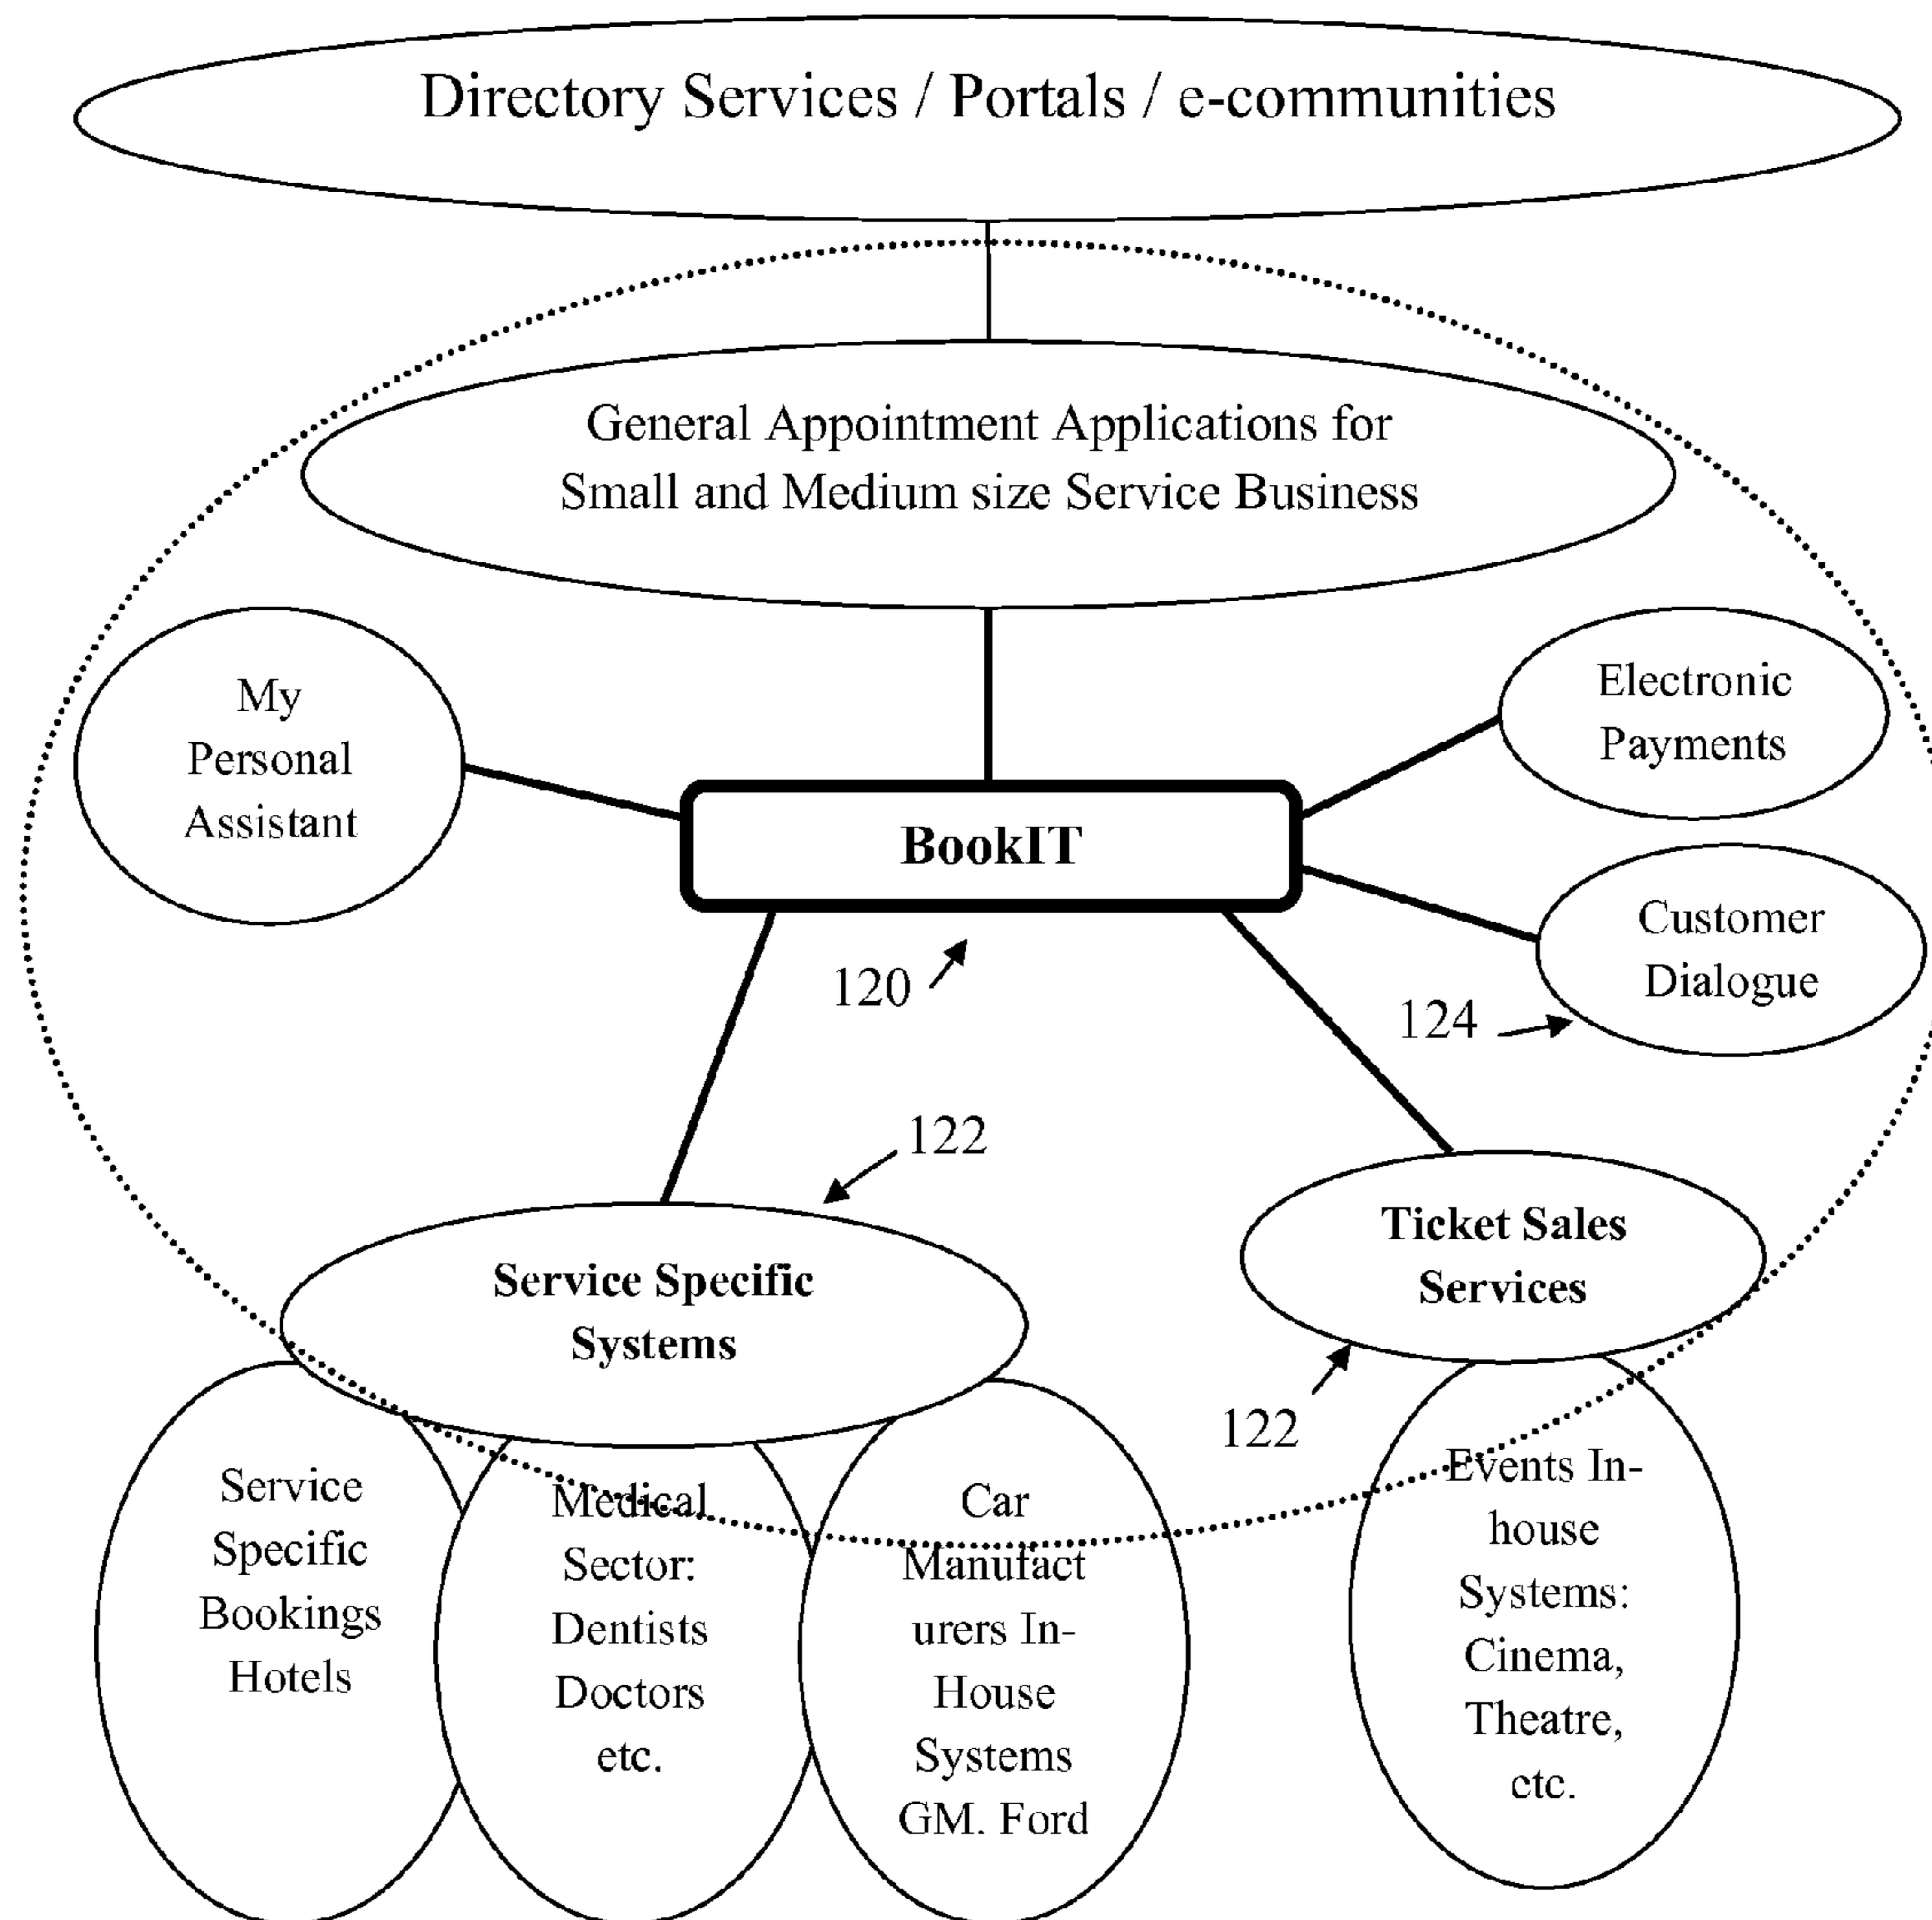 Directory Services / Portals / e-communities
General Appointment Applications for
Small and Medium size Service Business
My
Personal
Assistant
Electronic
Payments
BookIT
Customer
Dialogue
120
124
122
Service Specific
Systems
Ticket Sales
Services
122
Service
Specific
Bookings
Hotels
Medical
Sector:
Dentists
Doctors
etc.
Car
Manufact
urers In-
House
Systems
GM. Ford
Events In-
house
Systems:
Cinema,
Theatre,
etc.